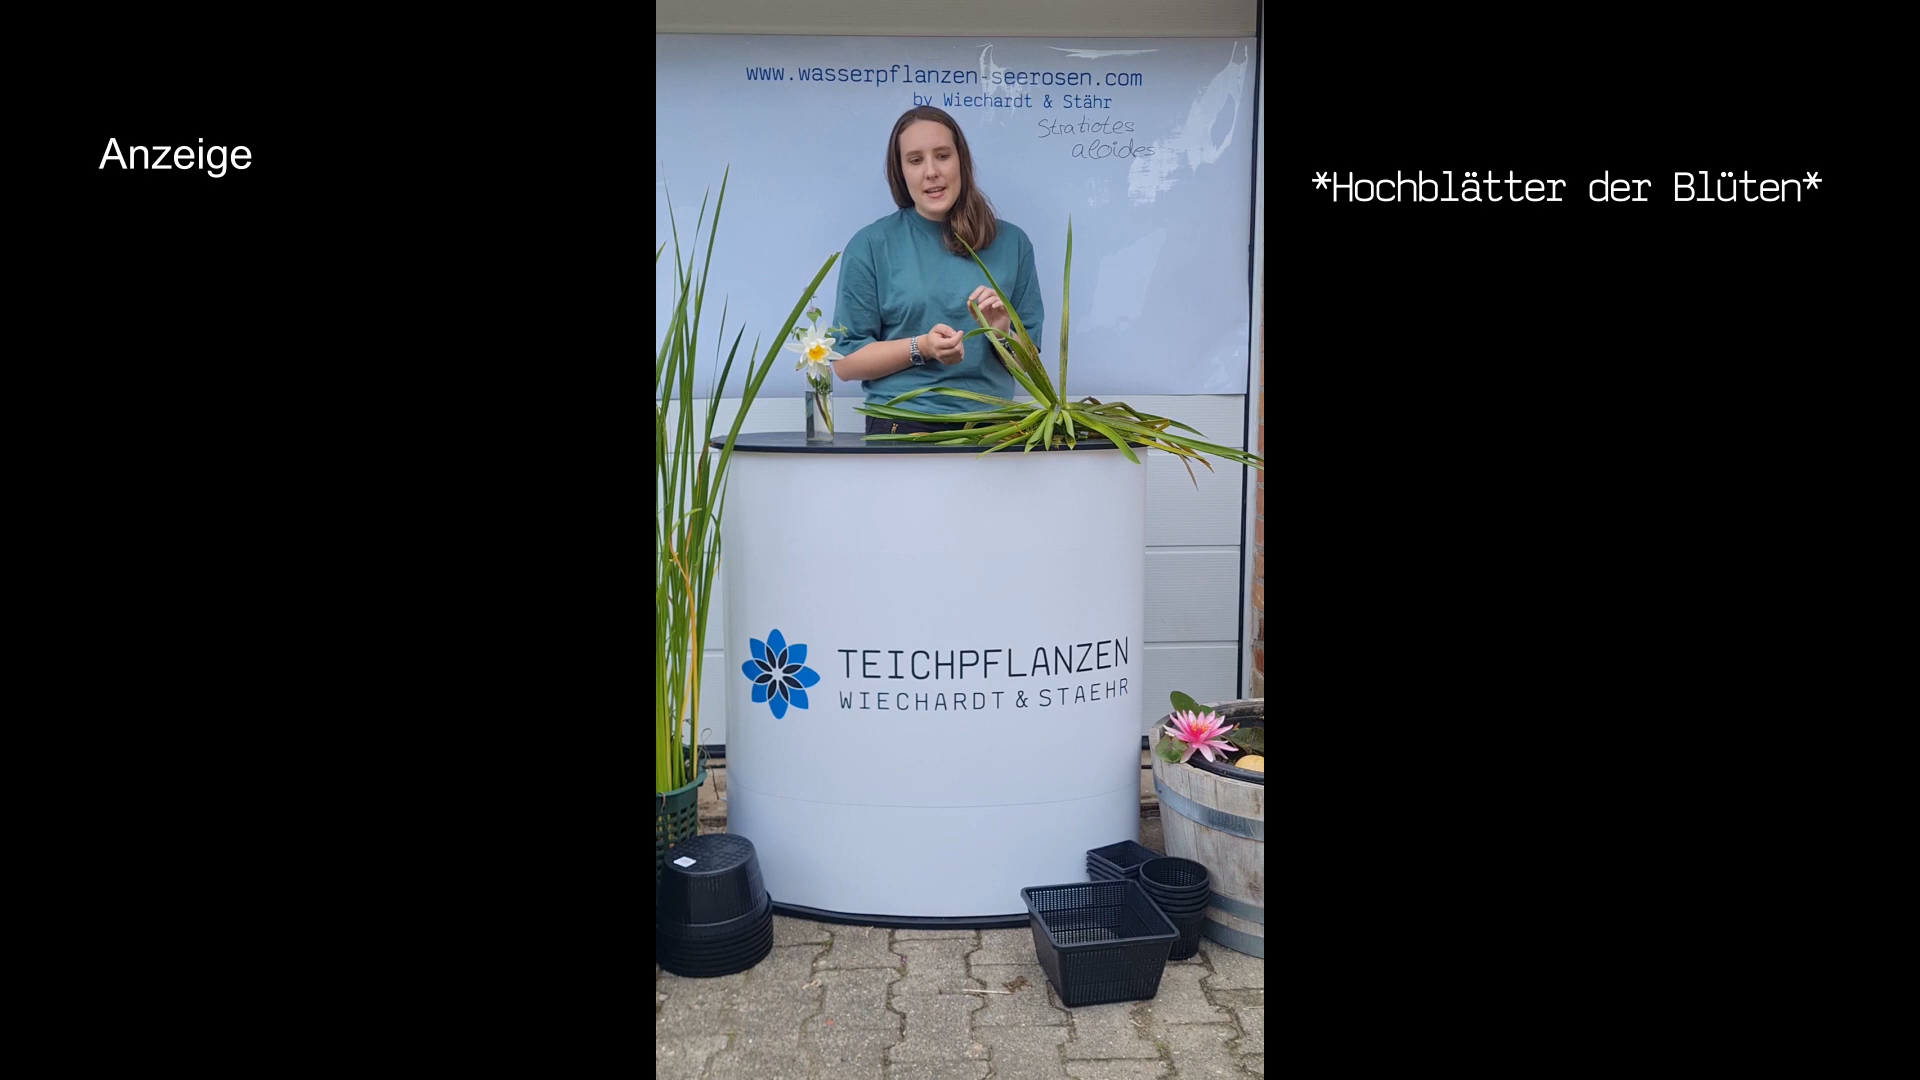 Anzeige
www.wasserpflanzen-seerosen.com
by Wiechardt & Stähr
Stratiotes
aloides
*Hochblätter der Blüten*
TEICHPFLANZEN
WIECHARDT & STAEHR